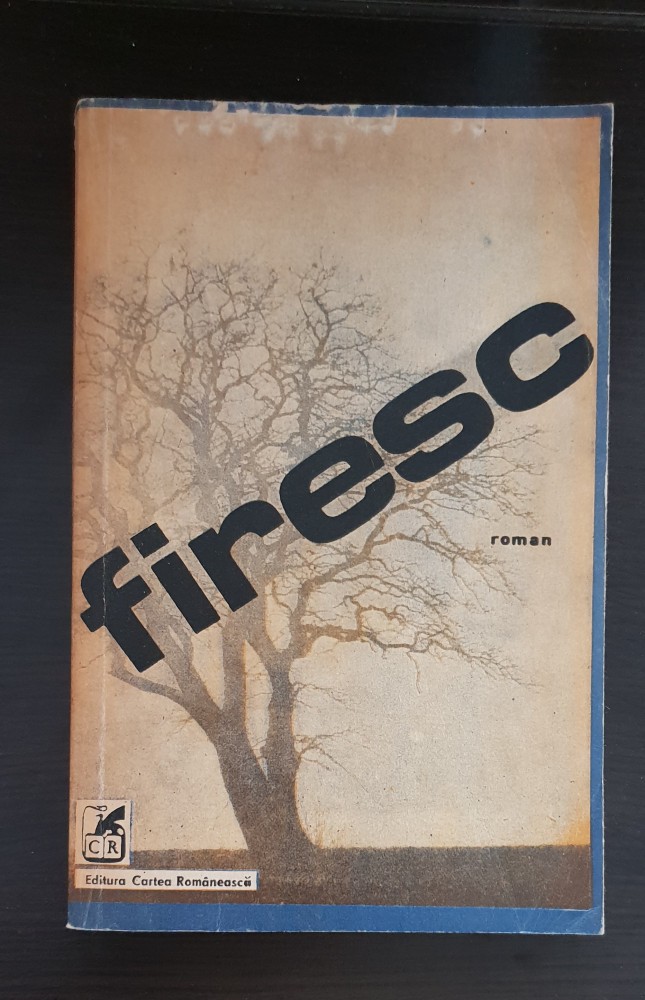 firesc
roman
CR
Editura Cartea Românească